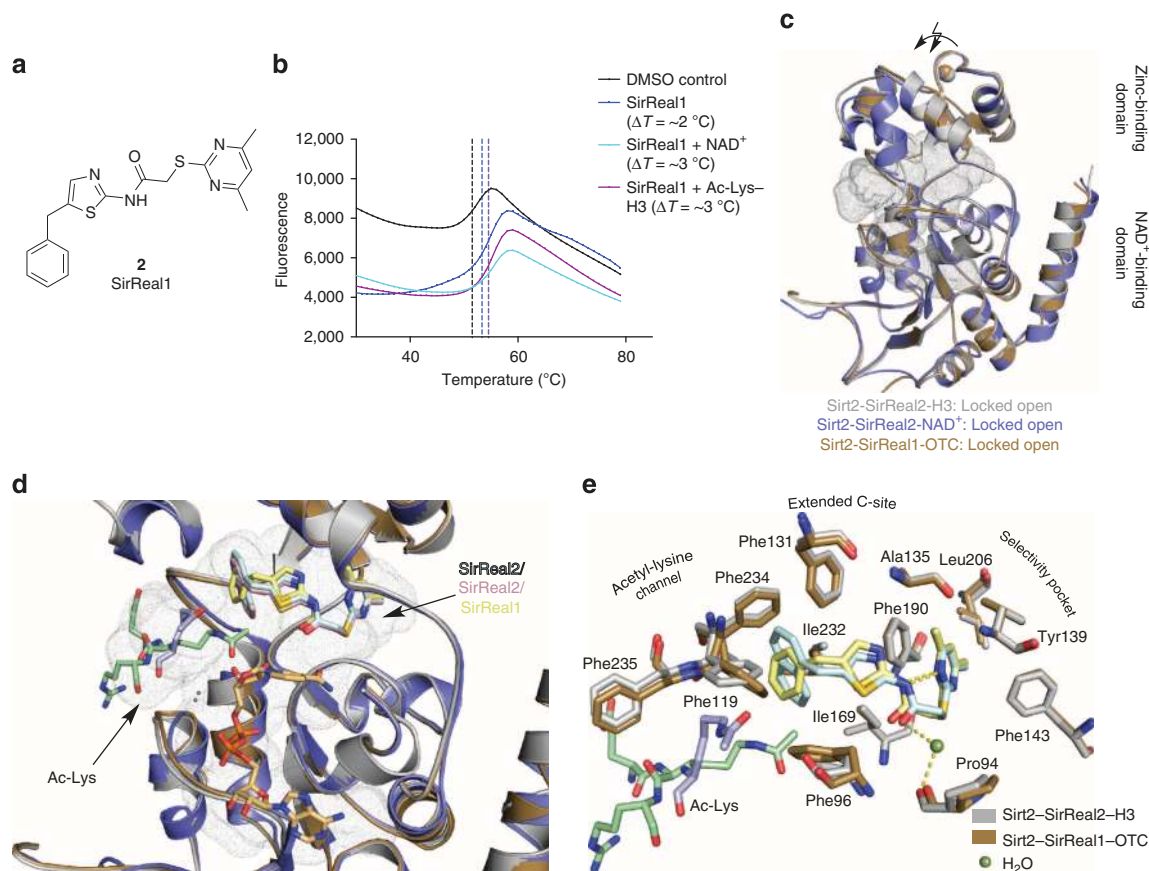 a
N
S
NH
O
S
N
N
2
SirReal1
b
DMSO control
SirReal1
(ΔT = ~2 °C)
SirReal1 + NAD⁺
(ΔT = ~3 °C)
SirReal1 + Ac-Lys–
H3 (ΔT = ~3 °C)
12,000
10,000
8,000
6,000
4,000
2,000
Fluorescence
40
60
80
Temperature (°C)
c
Zinc-binding
domain
NAD⁺-binding
domain
Sirt2-SirReal2-H3: Locked open
Sirt2-SirReal2-NAD⁺: Locked open
Sirt2-SirReal1-OTC: Locked open
d
SirReal2/
SirReal2/
SirReal1
Ac-Lys
e
Extended C-site
Acetyl-lysine
channel
Selectivity pocket
Phe131
Ala135
Leu206
Phe234
Phe190
Ile232
Tyr139
Phe235
Phe119
Ile169
Phe143
Pro94
Ac-Lys
Phe96
Sirt2–SirReal2–H3
Sirt2–SirReal1–OTC
H₂O